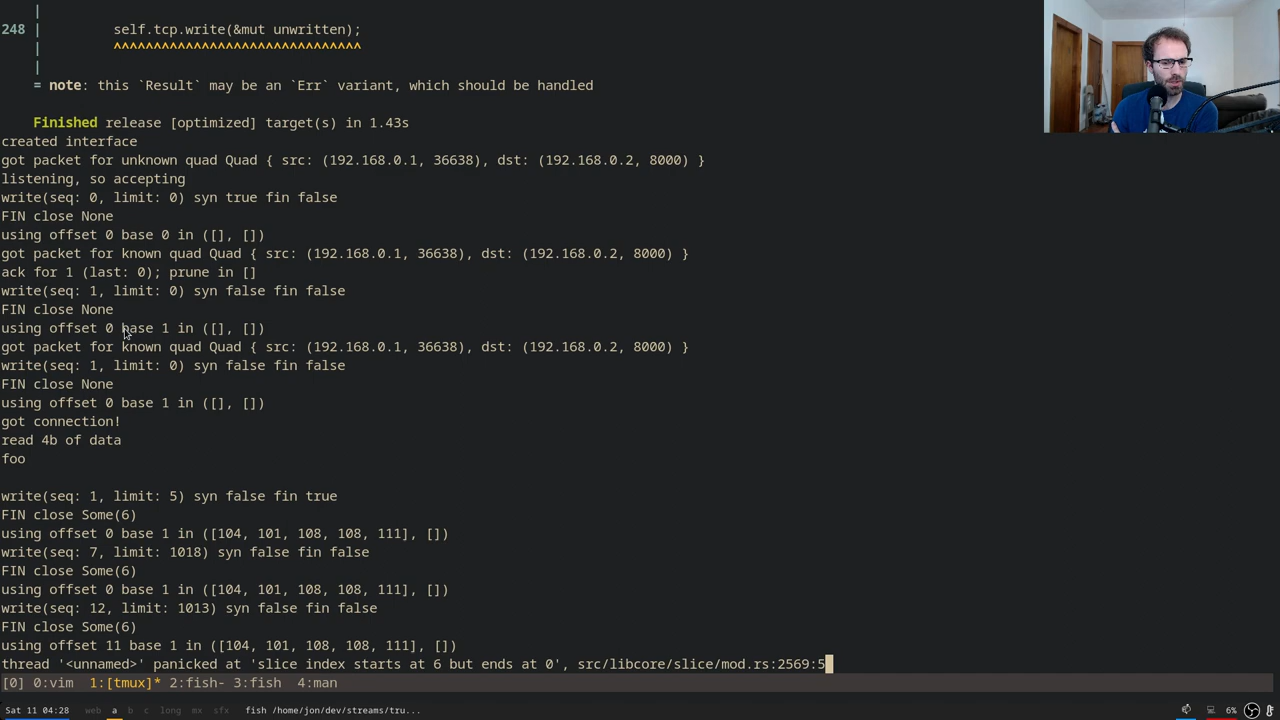 |
248 |         self.tcp.write(&mut unwritten);
|         ^^^^^^^^^^^^^^^^^^^^^^^^^^^^^^^
|
= note: this `Result` may be an `Err` variant, which should be handled
Finished release [optimized] target(s) in 1.43s
created interface
got packet for unknown quad Quad { src: (192.168.0.1, 36638), dst: (192.168.0.2, 8000) }
listening, so accepting
write(seq: 0, limit: 0) syn true fin false
FIN close None
using offset 0 base 0 in ([], [])
got packet for known quad Quad { src: (192.168.0.1, 36638), dst: (192.168.0.2, 8000) }
ack for 1 (last: 0); prune in []
write(seq: 1, limit: 0) syn false fin false
FIN close None
using offset 0 base 1 in ([], [])
got packet for known quad Quad { src: (192.168.0.1, 36638), dst: (192.168.0.2, 8000) }
write(seq: 1, limit: 0) syn false fin false
FIN close None
using offset 0 base 1 in ([], [])
got connection!
read 4b of data
foo
write(seq: 1, limit: 5) syn false fin true
FIN close Some(6)
using offset 0 base 1 in ([104, 101, 108, 108, 111], [])
write(seq: 7, limit: 1018) syn false fin false
FIN close Some(6)
using offset 0 base 1 in ([104, 101, 108, 108, 111], [])
write(seq: 12, limit: 1013) syn false fin false
FIN close Some(6)
using offset 11 base 1 in ([104, 101, 108, 108, 111], [])
thread '<unnamed>' panicked at 'slice index starts at 6 but ends at 0', src/libcore/slice/mod.rs:2569:5
[0] 0:vim  1:[tmux]* 2:fish- 3:fish  4:man
Sat 11 04:28 web a b c long mx sfx fish /home/jon/dev/streams/tru... 6%